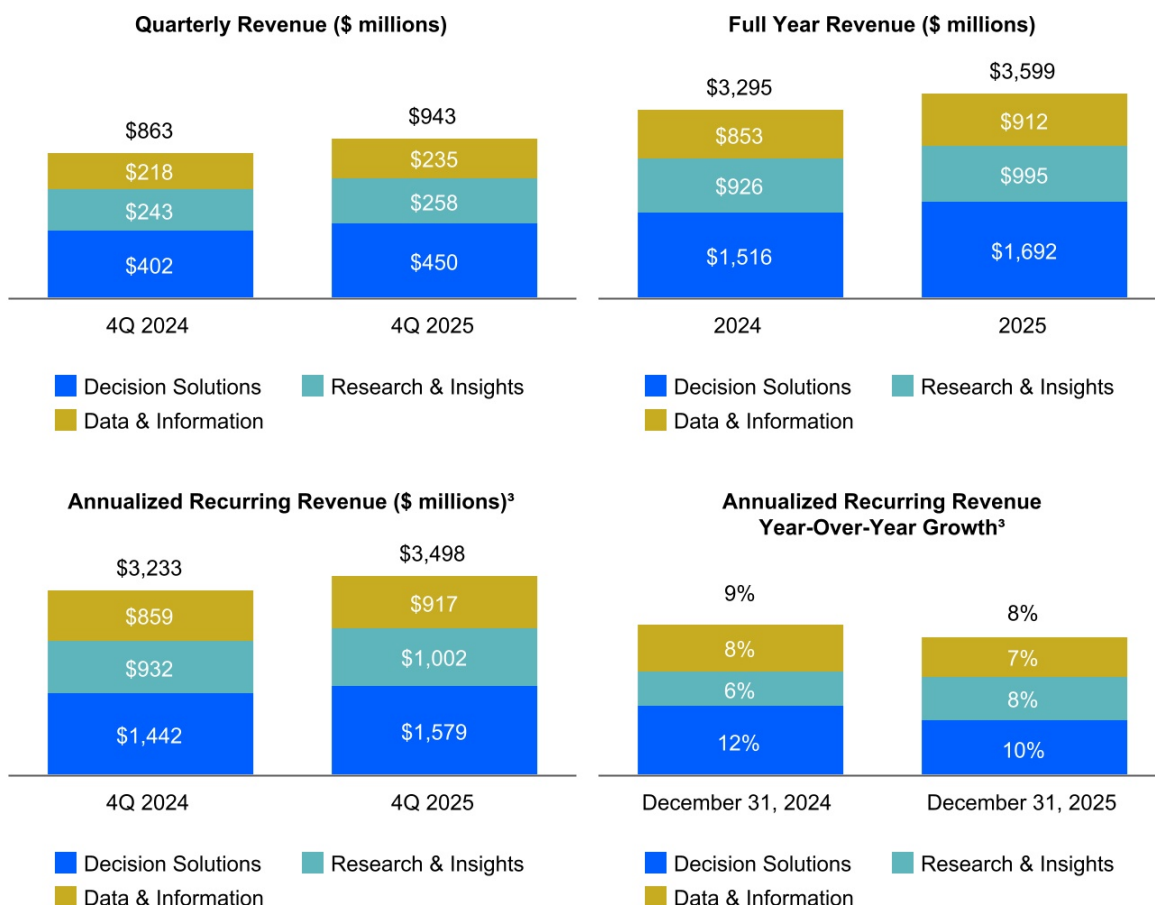 Quarterly Revenue ($ millions)
$863
$943
$218
$235
$243
$258
$402
$450
4Q 2024
4Q 2025
Decision Solutions
Research & Insights
Data & Information
Full Year Revenue ($ millions)
$3,295
$3,599
$853
$912
$926
$995
$1,516
$1,692
2024
2025
Decision Solutions
Research & Insights
Data & Information
Annualized Recurring Revenue ($ millions)³
$3,233
$3,498
$859
$917
$932
$1,002
$1,442
$1,579
4Q 2024
4Q 2025
Decision Solutions
Research & Insights
Data & Information
Annualized Recurring Revenue
Year-Over-Year Growth³
9%
8%
8%
7%
6%
8%
12%
10%
December 31, 2024
December 31, 2025
Decision Solutions
Research & Insights
Data & Information